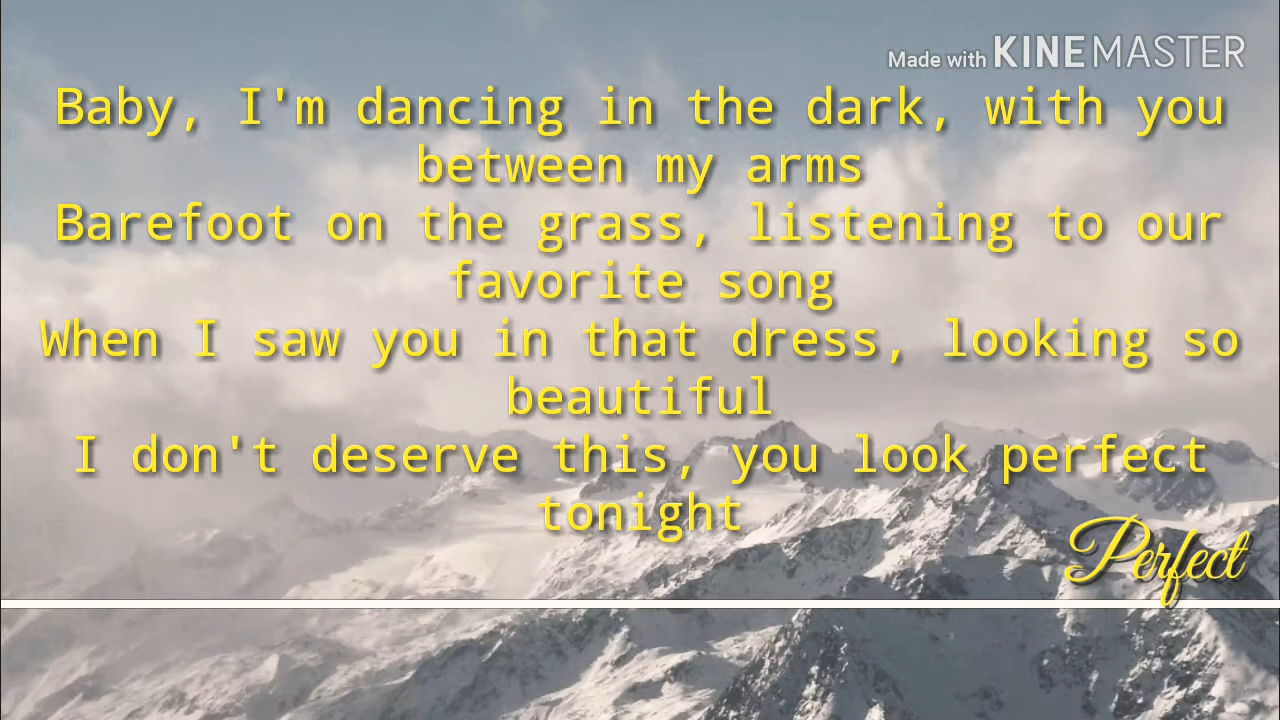 Made with KINEMASTER
Baby, I'm dancing in the dark, with you
between my arms
Barefoot on the grass, listening to our
favorite song
When I saw you in that dress, looking so
beautiful
I don't deserve this, you look perfect
tonight
Perfect